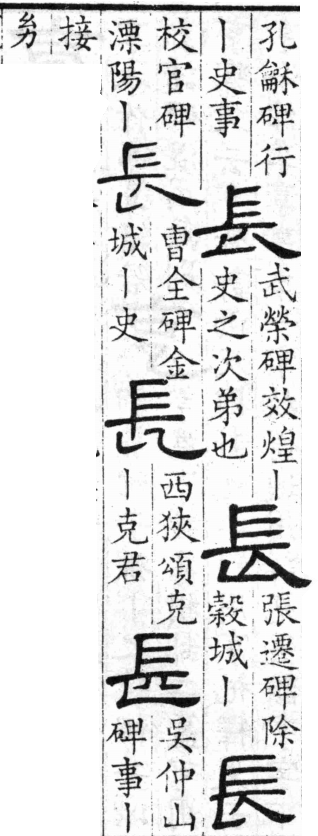 孔龢碑行
丨史事
長
武榮碑效煌丨
史之次弟也
長
張遷碑除
穀城丨
長
校官碑
溧陽丨
長
曹全碑金
城丨史
長
西狹頌克
丨克君
長
吳仲山
碑事丨
接